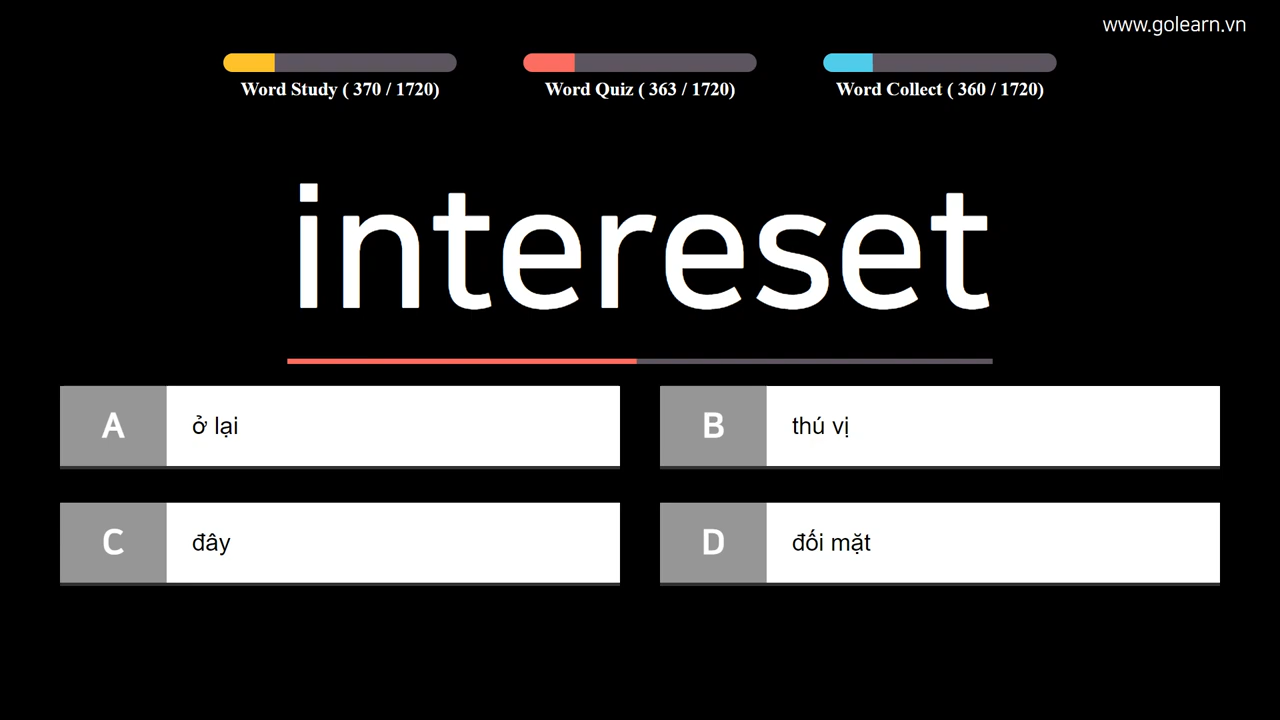 www.golearn.vn
Word Study ( 370 / 1720)
Word Quiz ( 363 / 1720)
Word Collect ( 360 / 1720)
intereset
A ở lại
B thú vị
C đây
D đối mặt